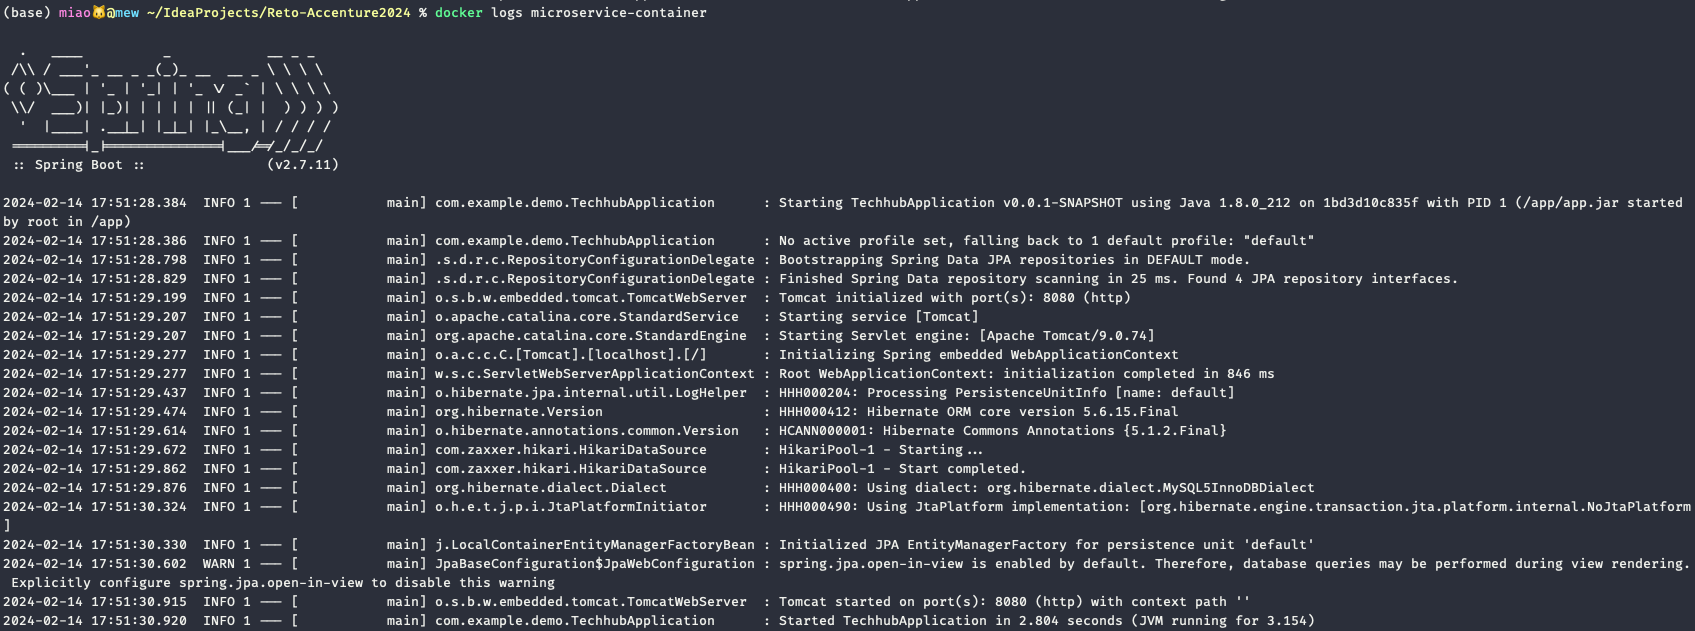 (base) miao🐱@mew ~/IdeaProjects/Reto-Accenture2024 % docker logs microservice-container
  .   ____          _            __ _ _
 /\\ / ___'_ __ _ _(_)_ __  __ _ \ \ \ \
( ( )\___ | '_ | '_| | '_ \/ _` | \ \ \ \
 \\/  ___)| |_)| | | | | || (_| |  ) ) ) )
  '  |____| .__|_| |_|_| |_\__, | / / / /
 =========|_|==============|___/=/_/_/_/
 :: Spring Boot ::               (v2.7.11)
2024-02-14 17:51:28.384  INFO 1 --- [           main] com.example.demo.TechhubApplication      : Starting TechhubApplication v0.0.1-SNAPSHOT using Java 1.8.0_212 on 1bd3d10c835f with PID 1 (/app/app.jar started
by root in /app)
2024-02-14 17:51:28.386  INFO 1 --- [           main] com.example.demo.TechhubApplication      : No active profile set, falling back to 1 default profile: "default"
2024-02-14 17:51:28.798  INFO 1 --- [           main] .s.d.r.c.RepositoryConfigurationDelegate : Bootstrapping Spring Data JPA repositories in DEFAULT mode.
2024-02-14 17:51:28.829  INFO 1 --- [           main] .s.d.r.c.RepositoryConfigurationDelegate : Finished Spring Data repository scanning in 25 ms. Found 4 JPA repository interfaces.
2024-02-14 17:51:29.199  INFO 1 --- [           main] o.s.b.w.embedded.tomcat.TomcatWebServer  : Tomcat initialized with port(s): 8080 (http)
2024-02-14 17:51:29.207  INFO 1 --- [           main] o.apache.catalina.core.StandardService   : Starting service [Tomcat]
2024-02-14 17:51:29.207  INFO 1 --- [           main] org.apache.catalina.core.StandardEngine  : Starting Servlet engine: [Apache Tomcat/9.0.74]
2024-02-14 17:51:29.277  INFO 1 --- [           main] o.a.c.c.C.[Tomcat].[localhost].[/]       : Initializing Spring embedded WebApplicationContext
2024-02-14 17:51:29.277  INFO 1 --- [           main] w.s.c.ServletWebServerApplicationContext : Root WebApplicationContext: initialization completed in 846 ms
2024-02-14 17:51:29.437  INFO 1 --- [           main] o.hibernate.jpa.internal.util.LogHelper  : HHH000204: Processing PersistenceUnitInfo [name: default]
2024-02-14 17:51:29.474  INFO 1 --- [           main] org.hibernate.Version                    : HHH000412: Hibernate ORM core version 5.6.15.Final
2024-02-14 17:51:29.614  INFO 1 --- [           main] o.hibernate.annotations.common.Version   : HCANN000001: Hibernate Commons Annotations {5.1.2.Final}
2024-02-14 17:51:29.672  INFO 1 --- [           main] com.zaxxer.hikari.HikariDataSource       : HikariPool-1 - Starting...
2024-02-14 17:51:29.862  INFO 1 --- [           main] com.zaxxer.hikari.HikariDataSource       : HikariPool-1 - Start completed.
2024-02-14 17:51:29.876  INFO 1 --- [           main] org.hibernate.dialect.Dialect            : HHH000400: Using dialect: org.hibernate.dialect.MySQL5InnoDBDialect
2024-02-14 17:51:30.324  INFO 1 --- [           main] o.h.e.t.j.p.i.JtaPlatformInitiator       : HHH000490: Using JtaPlatform implementation: [org.hibernate.engine.transaction.jta.platform.internal.NoJtaPlatform
]
2024-02-14 17:51:30.330  INFO 1 --- [           main] j.LocalContainerEntityManagerFactoryBean : Initialized JPA EntityManagerFactory for persistence unit 'default'
2024-02-14 17:51:30.602  WARN 1 --- [           main] JpaBaseConfiguration$JpaWebConfiguration : spring.jpa.open-in-view is enabled by default. Therefore, database queries may be performed during view rendering.
 Explicitly configure spring.jpa.open-in-view to disable this warning
2024-02-14 17:51:30.915  INFO 1 --- [           main] o.s.b.w.embedded.tomcat.TomcatWebServer  : Tomcat started on port(s): 8080 (http) with context path ''
2024-02-14 17:51:30.920  INFO 1 --- [           main] com.example.demo.TechhubApplication      : Started TechhubApplication in 2.804 seconds (JVM running for 3.154)